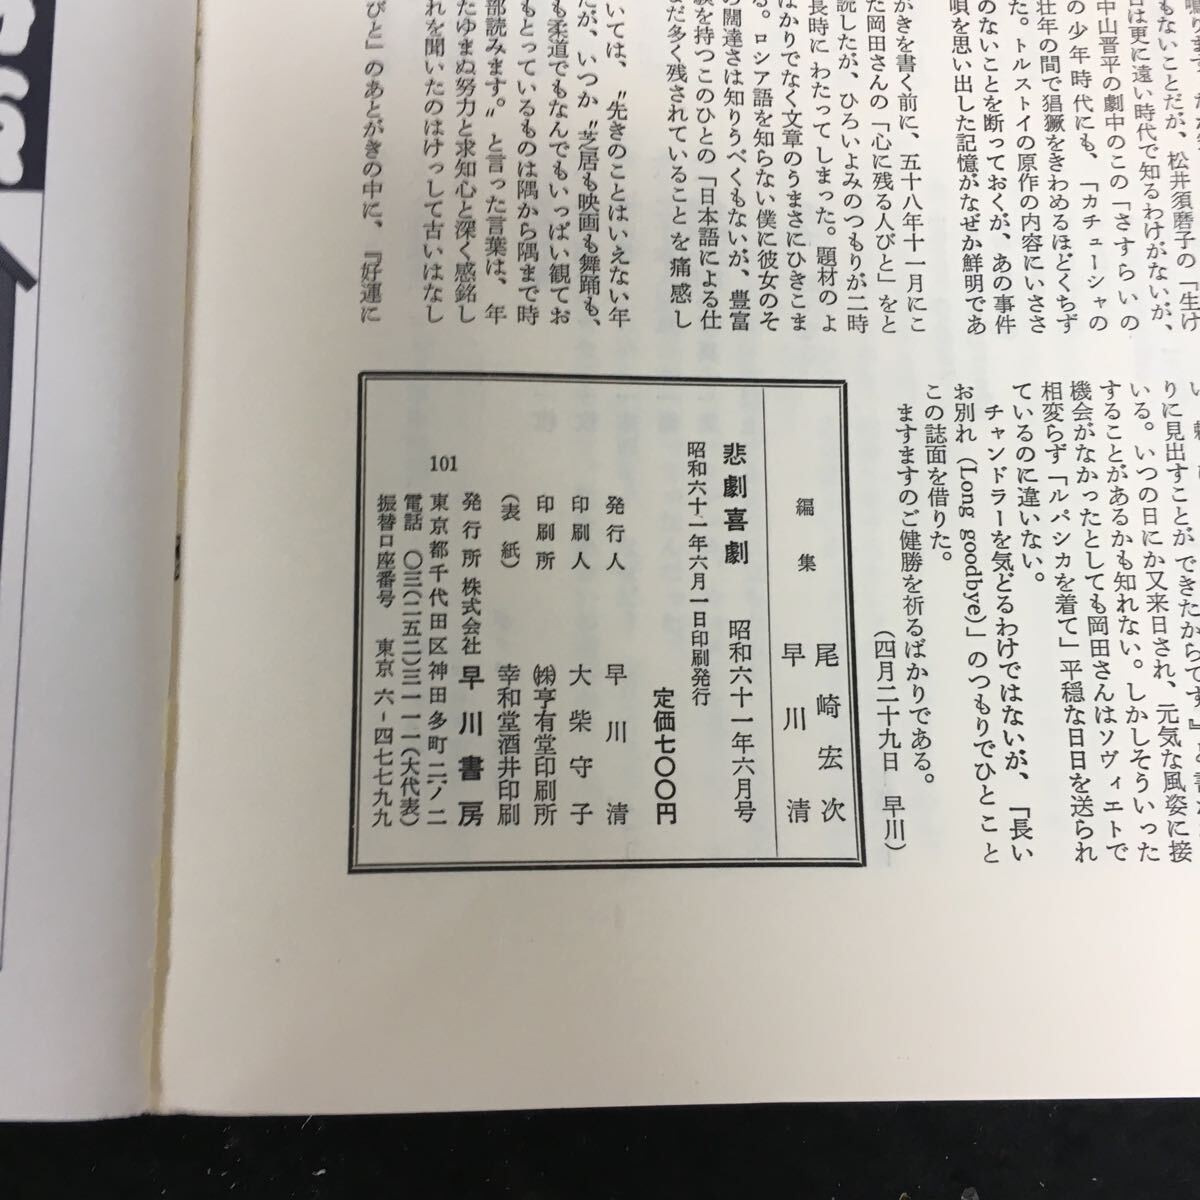 もないことだが、松井須磨子の「生け
日は更に遠い時代で知るわけがないが、
中山晋平の劇中のこの「さすらいの
の少年時代にも、「カチューシャの
壮年の間で猖獗をきわめるほどくちず
た。トルストイの原作の内容にいささ
のないことを断っておくが、あの事件
唄を思い出した記憶がなぜか鮮明であ
がきを書く前に、五十八年十一月にこ
た岡田さんの「心に残る人びと」をと
読したが、ひろいよみのつもりが二時
長時にわたってしまった。題材のよ
ばかりでなく文章のうまさにひきこま
る。ロシア語を知らない僕に彼女のそ
の闊達さは知りうべくもないが、豊富
験を持つこのひとの「日本語による仕
まだ多く残されていることを痛感し
いては、〝先きのことはいえない年
だが、いつか〝芝居も映画も舞踊も、
も柔道でもなんでもいっぱい観てお
もとっているものは隅から隅まで時
部読みます。〟と言った言葉は、年
たゆまぬ努力と求知心と深く感銘し
れを聞いたのはけっして古いはなし
びと」のあとがきの中に、『好運に
りに見出すことができたからです。』
いる。いつの日にか又来日され、元気な風姿に接
することがあるかも知れない。しかしそういった
機会がなかったとしても岡田さんはソヴィエトで
相変らず「ルパシカを着て」平穏な日日を送られ
ているのに違いない。
チャンドラーを気どるわけではないが、「長い
お別れ(Long goodbye)」のつもりでひとこと
この誌面を借りた。
ますますのご健勝を祈るばかりである。
(四月二十九日　早川)
編集　尾崎宏次
早川清
悲劇喜劇　昭和六十一年六月号
昭和六十一年六月一日印刷発行
定価七〇〇円
発行人　早川清
印刷人　大柴守子
印刷所　㈱亨有堂印刷所
(表紙)　幸和堂酒井印刷
発行所　株式会社　早川書房
101　東京都千代田区神田多町二ノ二
電話　〇三(二五二)三一一一(大代表)
振替口座番号　東京六-四七七九九